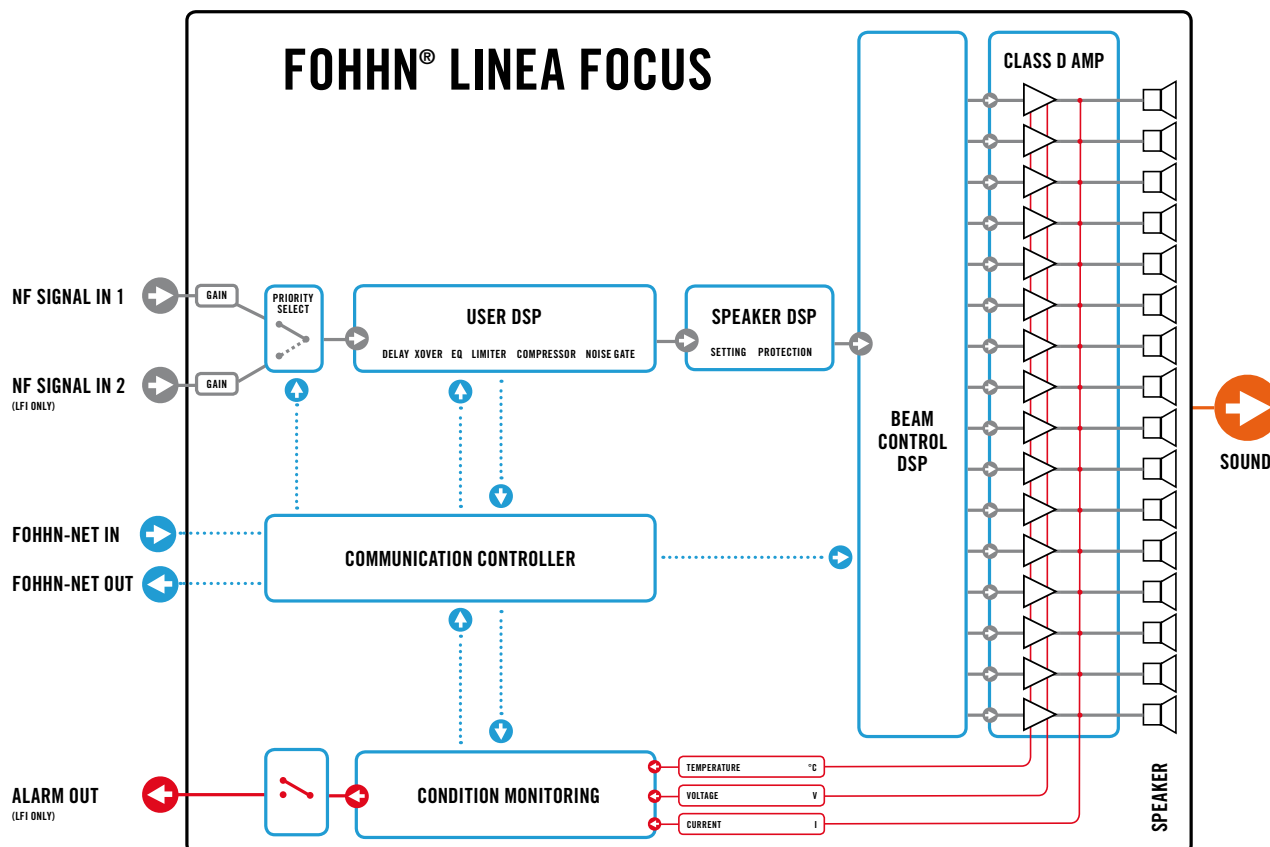 FOHHN® LINEA FOCUS
CLASS D AMP
NF SIGNAL IN 1
GAIN
PRIORITY
SELECT
USER DSP
DELAY XOVER EQ LIMITER COMPRESSOR NOISE GATE
SPEAKER DSP
SETTING PROTECTION
NF SIGNAL IN 2
(LFI ONLY)
GAIN
BEAM
CONTROL
DSP
SOUND
FOHHN-NET IN
FOHHN-NET OUT
COMMUNICATION CONTROLLER
ALARM OUT
(LFI ONLY)
CONDITION MONITORING
TEMPERATURE °C
VOLTAGE V
CURRENT I
SPEAKER